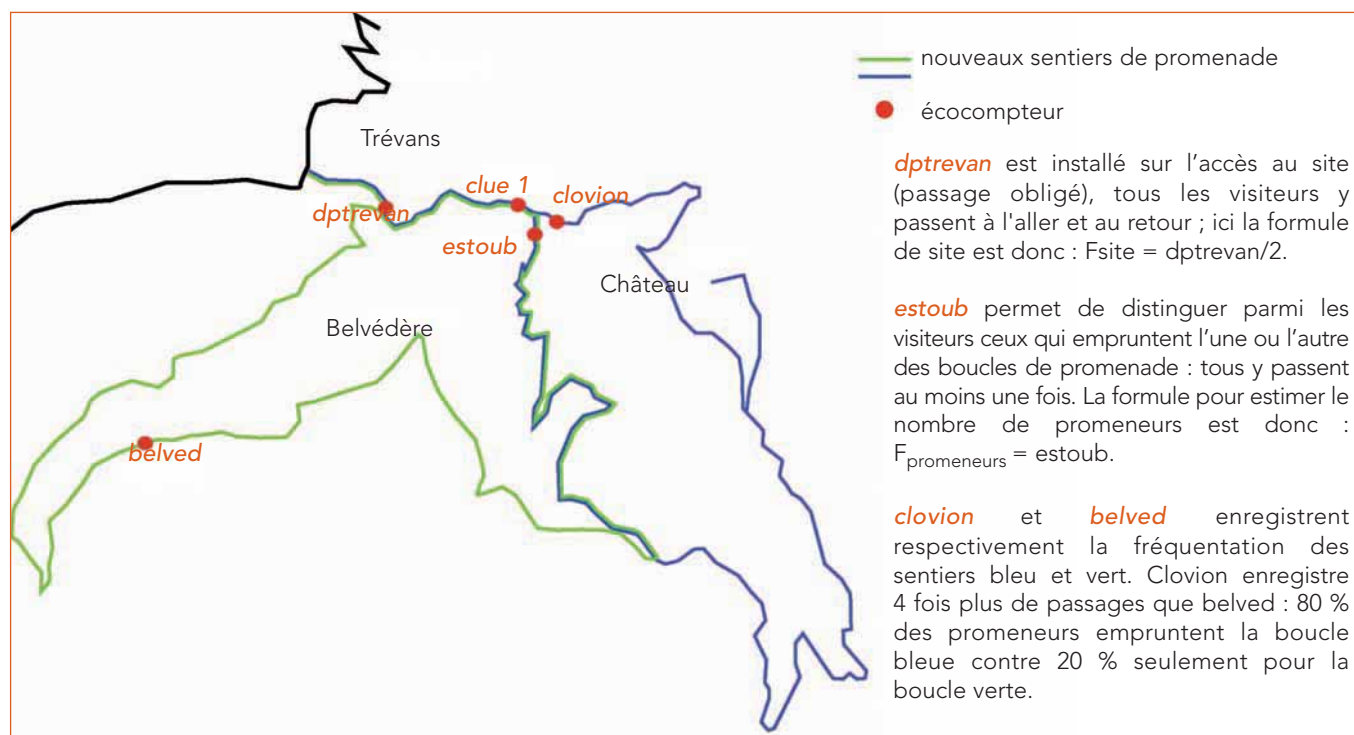 nouveaux sentiers de promenade
écocompteur
Trévans
dptrevan
clue 1
clovion
estoub
Château
Belvédère
belved
dptrevan est installé sur l’accès au site
(passage obligé), tous les visiteurs y
passent à l'aller et au retour ; ici la formule
de site est donc : Fsite = dptrevan/2.
estoub permet de distinguer parmi les
visiteurs ceux qui empruntent l’une ou l’autre
des boucles de promenade : tous y passent
au moins une fois. La formule pour estimer le
nombre de promeneurs est donc :
Fpromeneurs = estoub.
clovion et belved enregistrent
respectivement la fréquentation des
sentiers bleu et vert. Clovion enregistre
4 fois plus de passages que belved : 80 %
des promeneurs empruntent la boucle
bleue contre 20 % seulement pour la
boucle verte.